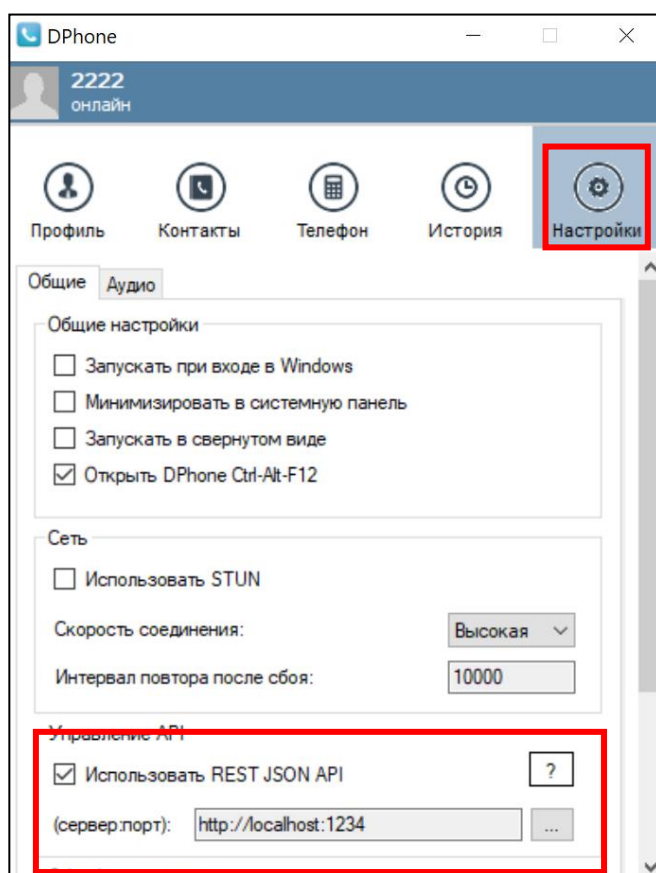 DPhone
2222
онлайн
Профиль Контакты Телефон История Настройки
Общие Аудио
Общие настройки
Запускать при входе в Windows
Минимизировать в системную панель
Запускать в свернутом виде
Открыть DPhone Ctrl-Alt-F12
Сеть
Использовать STUN
Скорость соединения: Высокая
Интервал повтора после сбоя: 10000
Управление API
Использовать REST JSON API ?
(сервер:порт): http://localhost:1234 ...